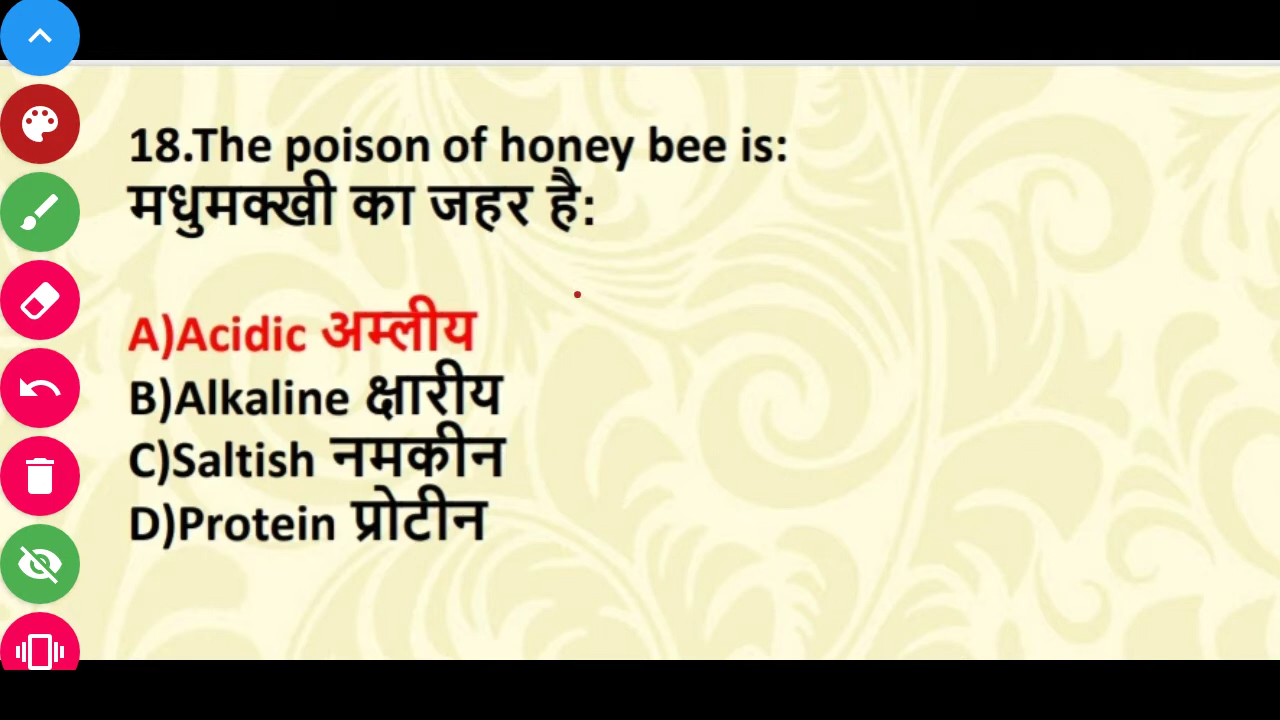 18.The poison of honey bee is:
मधुमक्खी का जहर है:
A)Acidic अम्लीय
B)Alkaline क्षारीय
C)Saltish नमकीन
D)Protein प्रोटीन